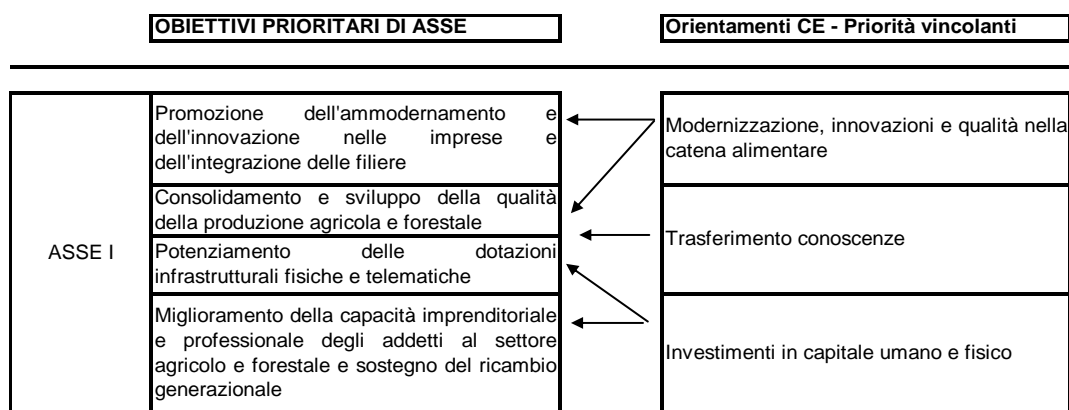 OBIETTIVI PRIORITARI DI ASSE
Orientamenti CE - Priorità vincolanti
ASSE I
Promozione dell'ammodernamento e
dell'innovazione nelle imprese e
dell'integrazione delle filiere
Modernizzazione, innovazioni e qualità nella
catena alimentare
Consolidamento e sviluppo della qualità
della produzione agricola e forestale
Potenziamento delle dotazioni
infrastrutturali fisiche e telematiche
Trasferimento conoscenze
Miglioramento della capacità imprenditoriale
e professionale degli addetti al settore
agricolo e forestale e sostegno del ricambio
generazionale
Investimenti in capitale umano e fisico